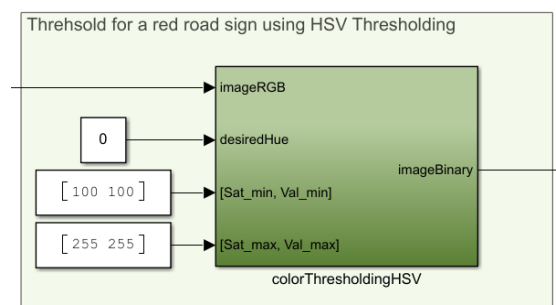 Threhsold for a red road sign using HSV Thresholding
imageRGB
0
desiredHue
imageBinary
[100 100]
[Sat_min, Val_min]
[255 255]
[Sat_max, Val_max]
colorThresholdingHSV